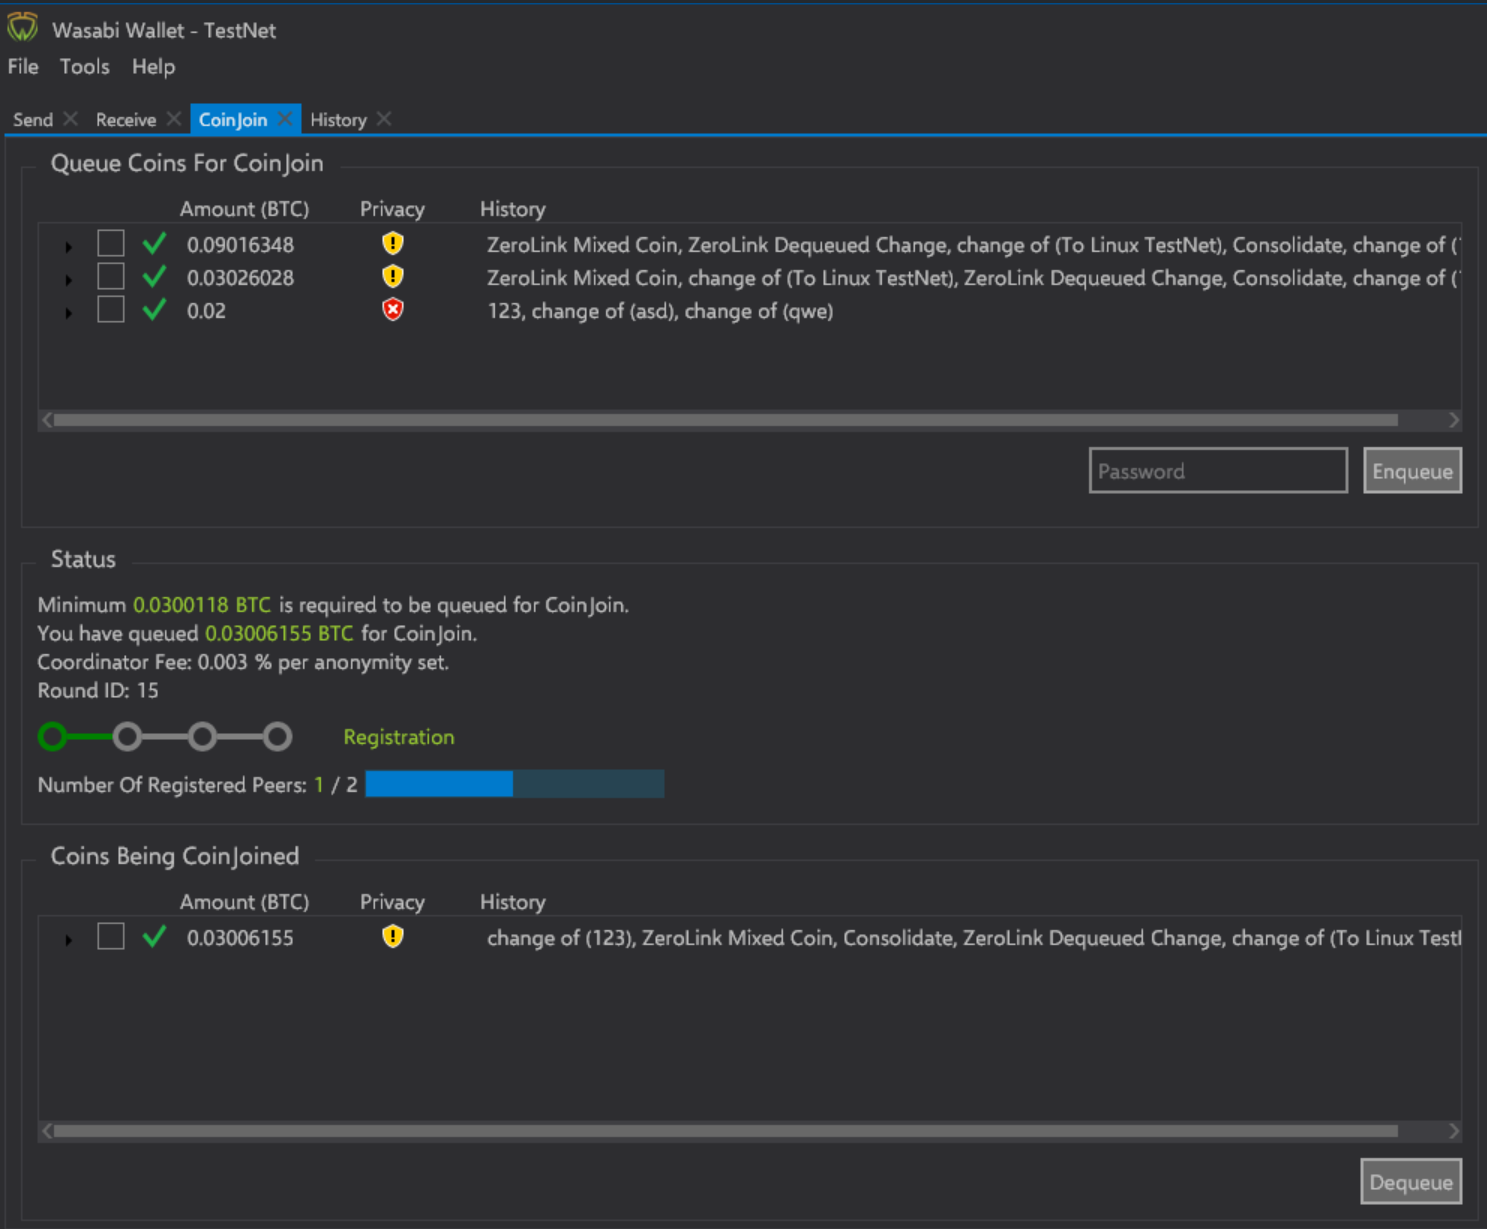 Wasabi Wallet - TestNet
File Tools Help
Send Receive CoinJoin History
Queue Coins For CoinJoin
Amount (BTC) Privacy History
0.09016348 ZeroLink Mixed Coin, ZeroLink Dequeued Change, change of (To Linux TestNet), Consolidate, change of (
0.03026028 ZeroLink Mixed Coin, change of (To Linux TestNet), ZeroLink Dequeued Change, Consolidate, change of (
0.02 123, change of (asd), change of (qwe)
Password Enqueue
Status
Minimum 0.0300118 BTC is required to be queued for CoinJoin.
You have queued 0.03006155 BTC for CoinJoin.
Coordinator Fee: 0.003 % per anonymity set.
Round ID: 15
Registration
Number Of Registered Peers: 1 / 2
Coins Being CoinJoined
Amount (BTC) Privacy History
0.03006155 change of (123), ZeroLink Mixed Coin, Consolidate, ZeroLink Dequeued Change, change of (To Linux Test
Dequeue